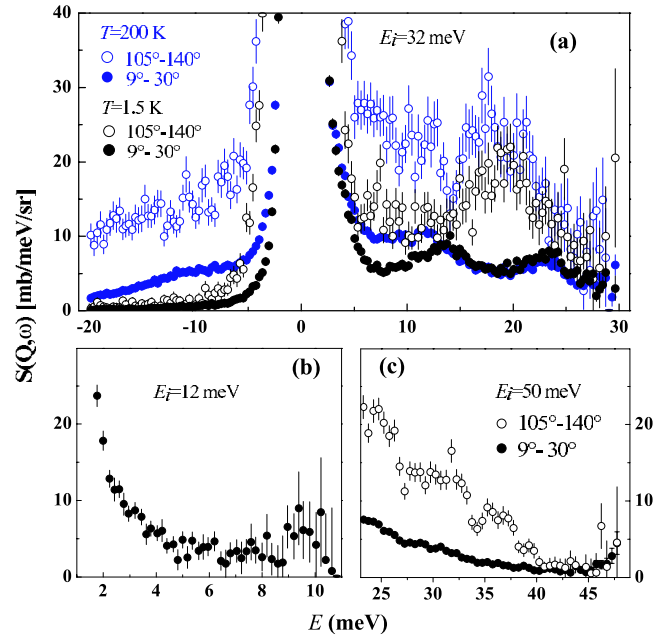 40
30
20
10
0
T=200 K
105°-140°
9°- 30°
T=1.5 K
105°-140°
9°- 30°
Ei=32 meV
(a)
-20 -10 0 10 20 30
S(Q,ω) [mb/meV/sr]
20
10
0
Ei=12 meV
(b)
2 4 6 8 10
(c)
Ei=50 meV
105°-140°
9°- 30°
20
10
0
25 30 35 40 45
E (meV)